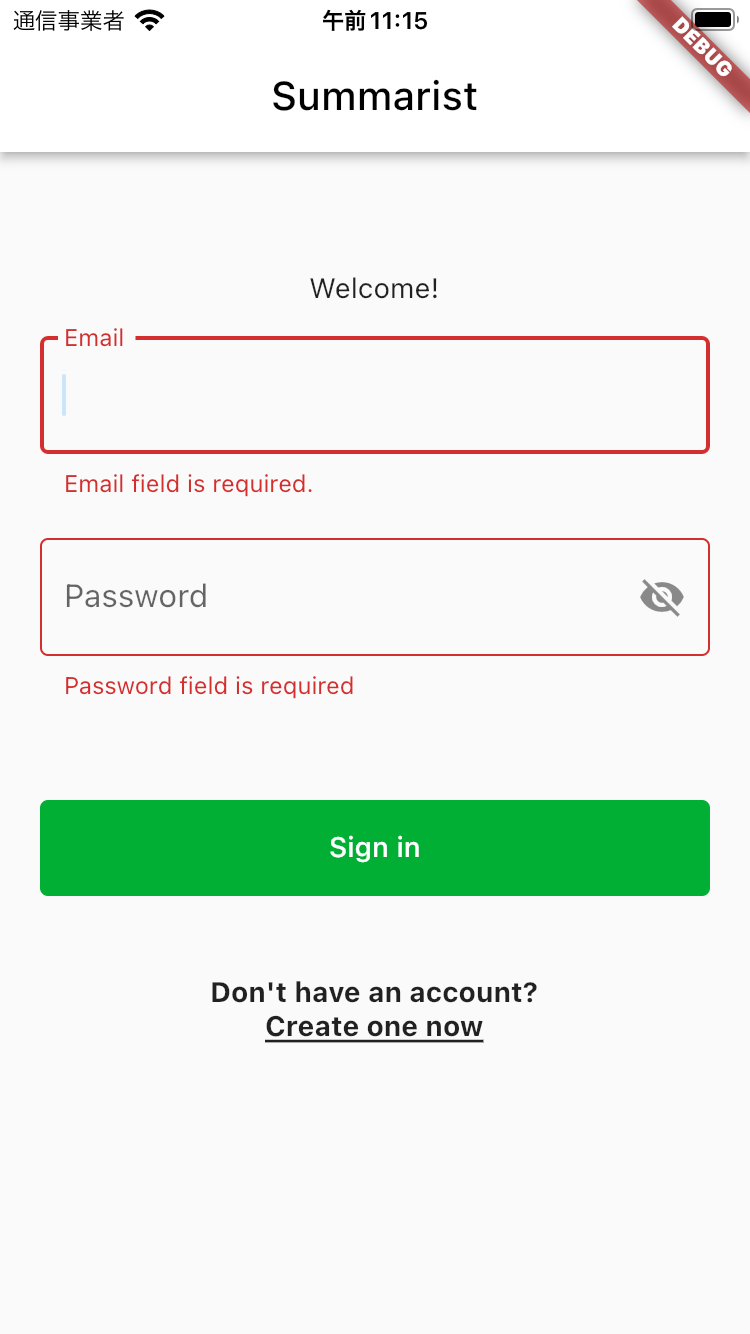 通信事業者
午前11:15
DEBUG
Summarist
Welcome!
Email
Email field is required.
Password
Password field is required
Sign in
Don't have an account?
Create one now